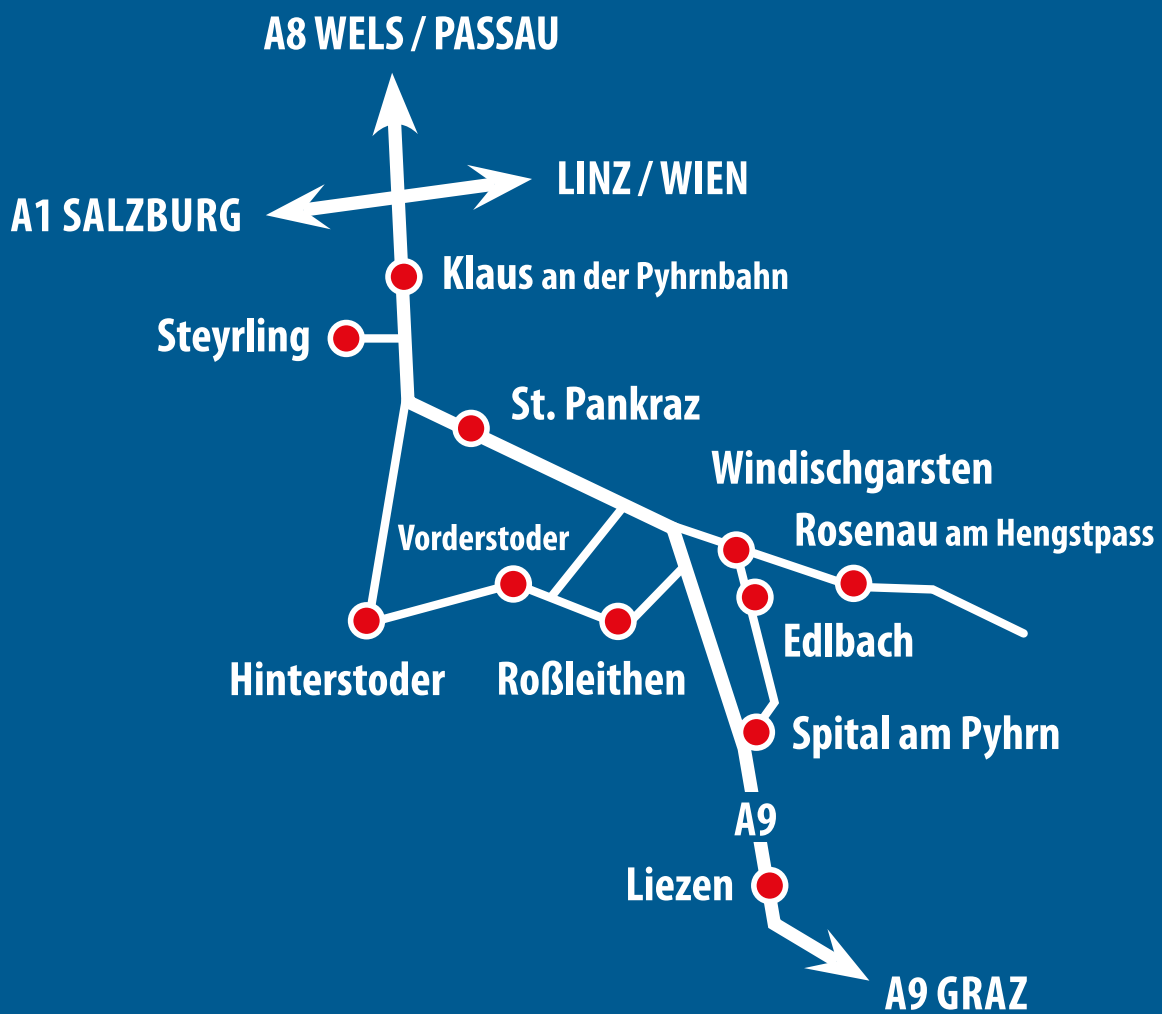 A8 WELS / PASSAU
LINZ / WIEN
A1 SALZBURG
Klaus an der Pyhrnbahn
Steyrling
St. Pankraz
Windischgarsten
Rosenau am Hengstpass
Vorderstoder
Edlbach
Hinterstoder
Roßleithen
Spital am Pyhrn
A9
Liezen
A9 GRAZ